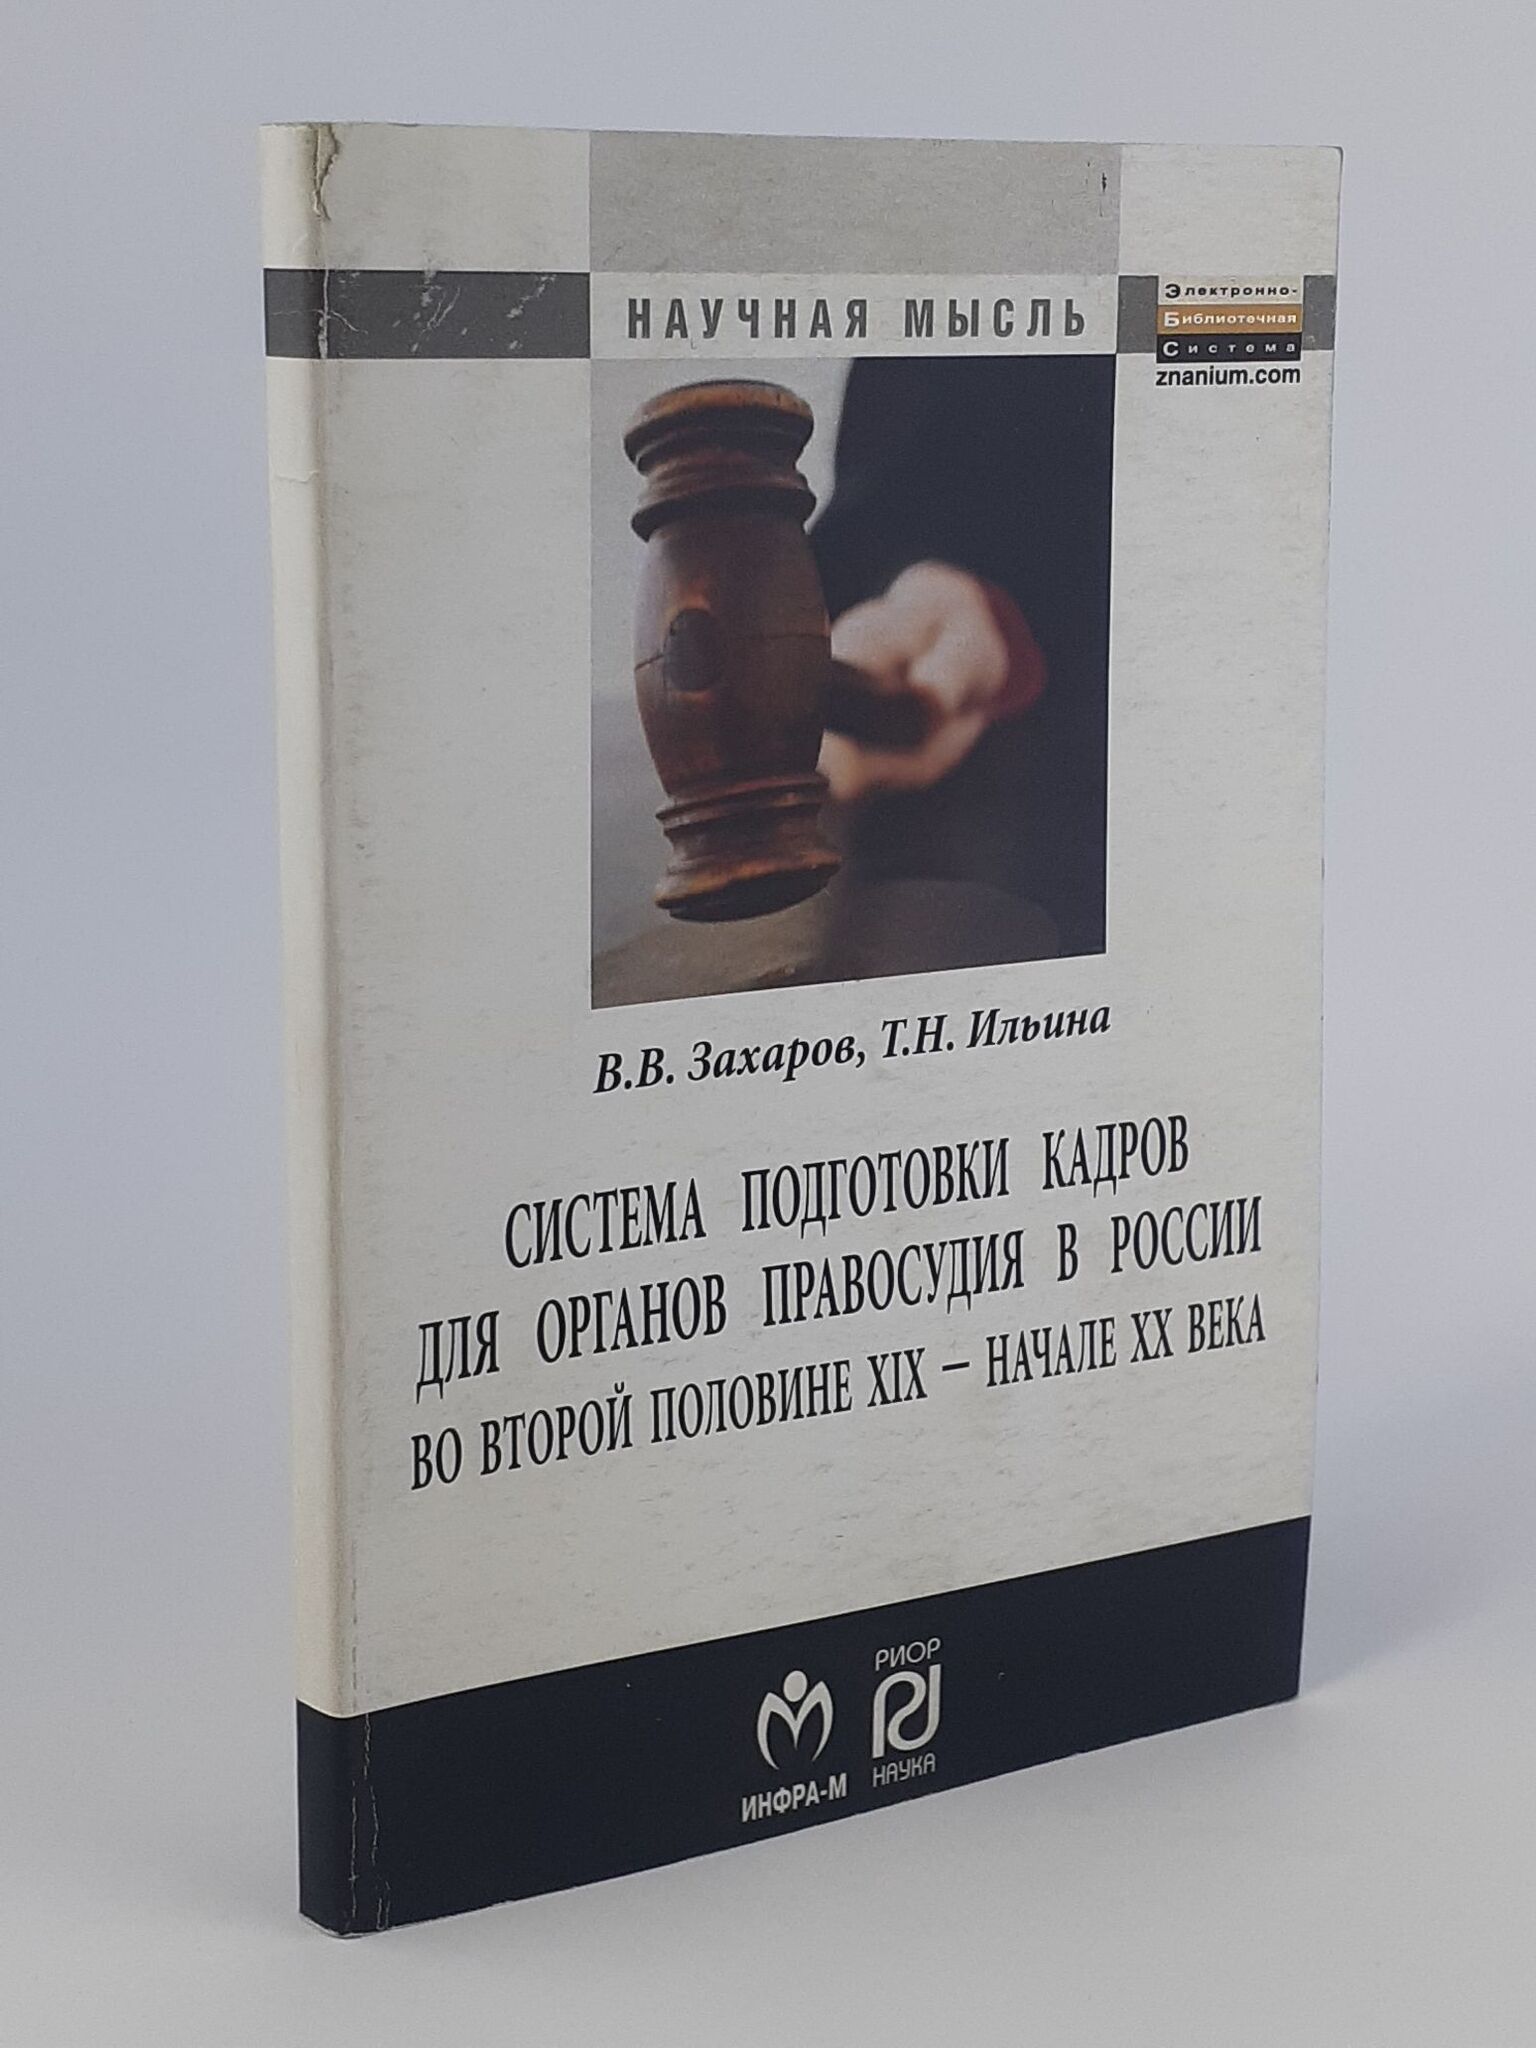 НАУЧНАЯ МЫСЛЬ
Электронно-
Библиотечная
Система
znanium.com
В.В. Захаров, Т.Н. Ильина
СИСТЕМА ПОДГОТОВКИ КАДРОВ
ДЛЯ ОРГАНОВ ПРАВОСУДИЯ В РОССИИ
ВО ВТОРОЙ ПОЛОВИНЕ XIX – НАЧАЛЕ XX ВЕКА
ИНФРА-М
РИОР
НАУКА